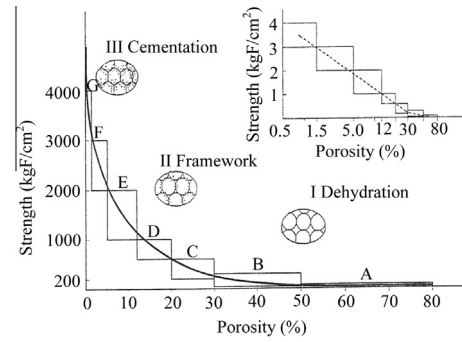 III Cementation
G
F
II Framework
E
I Dehydration
D
C
B
A
Strength (kgF/cm²)
4000
3000
2000
1000
200
0
10
20
30
40
50
60
70
80
Porosity (%)
Strength (kgF/cm²)
4
3
2
1
0.5
1.5
5.0
12
30
80
Porosity (%)